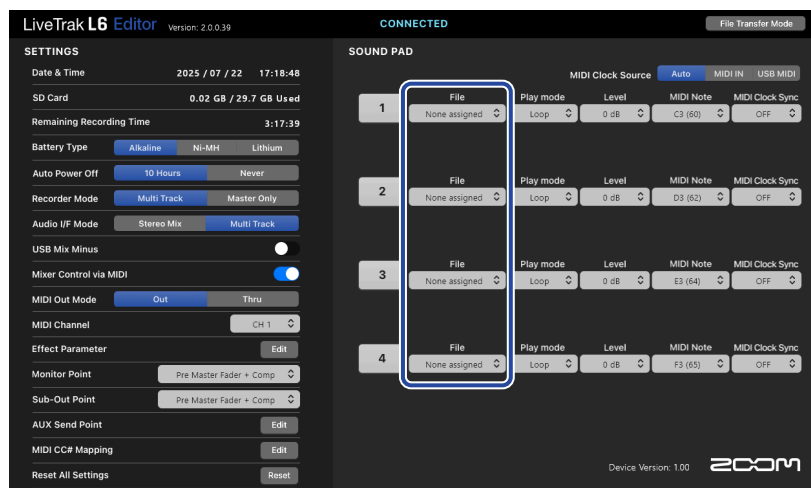 LiveTrak L6 Editor Version: 2.0.0.39
CONNECTED
File Transfer Mode
SETTINGS
Date & Time 2025 / 07 / 22 17:18:48
SD Card 0.02 GB / 29.7 GB Used
Remaining Recording Time 3:17:39
Battery Type Alkaline Ni-MH Lithium
Auto Power Off 10 Hours Never
Recorder Mode Multi Track Master Only
Audio I/F Mode Stereo Mix Multi Track
USB Mix Minus
Mixer Control via MIDI
MIDI Out Mode Out Thru
MIDI Channel CH 1
Effect Parameter Edit
Monitor Point Pre Master Fader + Comp
Sub-Out Point Pre Master Fader + Comp
AUX Send Point Edit
MIDI CC# Mapping Edit
Reset All Settings Reset
SOUND PAD
MIDI Clock Source Auto MIDI IN USB MIDI
File Play mode Level MIDI Note MIDI Clock Sync
1 None assigned Loop 0 dB C3 (60) OFF
File Play mode Level MIDI Note MIDI Clock Sync
2 None assigned Loop 0 dB D3 (62) OFF
File Play mode Level MIDI Note MIDI Clock Sync
3 None assigned Loop 0 dB E3 (64) OFF
File Play mode Level MIDI Note MIDI Clock Sync
4 None assigned Loop 0 dB F3 (65) OFF
Device Version: 1.00 ZOOM